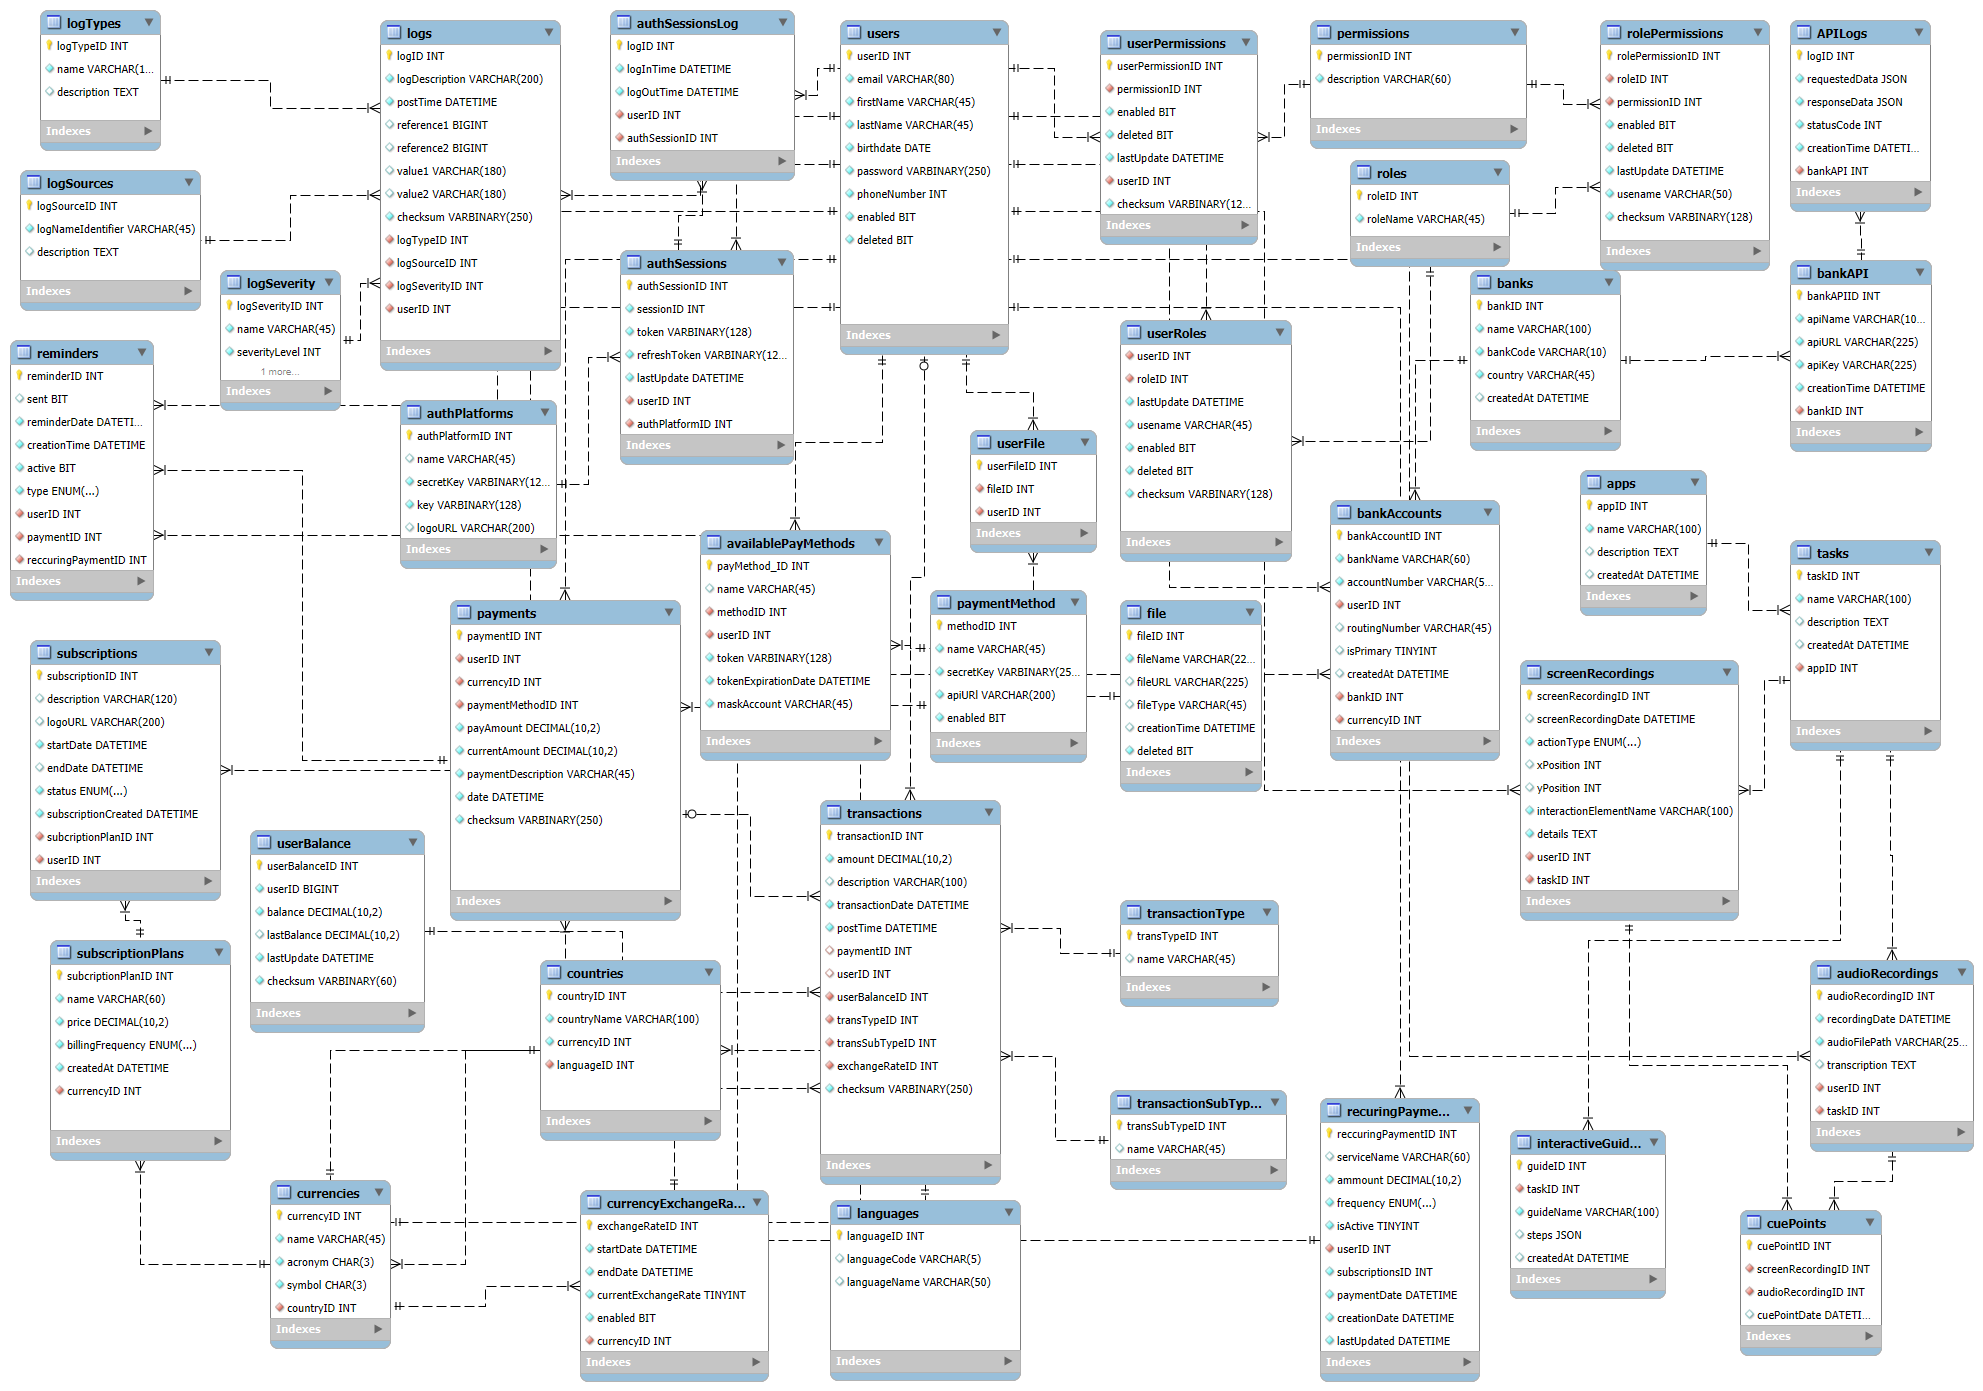 logTypes
logTypeID INT
name VARCHAR(1...
description TEXT
Indexes
logSources
logSourceID INT
logNameIdentifier VARCHAR(45)
description TEXT
Indexes
logSeverity
logSeverityID INT
name VARCHAR(45)
severityLevel INT
1 more...
Indexes
logs
logID INT
logDescription VARCHAR(200)
postTime DATETIME
reference1 BIGINT
reference2 BIGINT
value1 VARCHAR(180)
value2 VARCHAR(180)
checksum VARBINARY(250)
logTypeID INT
logSourceID INT
logSeverityID INT
userID INT
Indexes
authSessionsLog
logID INT
logInTime DATETIME
logOutTime DATETIME
userID INT
authSessionID INT
Indexes
authSessions
authSessionID INT
sessionID INT
token VARBINARY(128)
refreshToken VARBINARY(12...
lastUpdate DATETIME
userID INT
authPlatformID INT
Indexes
users
userID INT
email VARCHAR(80)
firstName VARCHAR(45)
lastName VARCHAR(45)
birthdate DATE
password VARBINARY(250)
phoneNumber INT
enabled BIT
deleted BIT
Indexes
userPermissions
userPermissionID INT
permissionID INT
enabled BIT
deleted BIT
lastUpdate DATETIME
userID INT
checksum VARBINARY(12...
Indexes
permissions
permissionID INT
description VARCHAR(60)
Indexes
roles
roleID INT
roleName VARCHAR(45)
Indexes
rolePermissions
rolePermissionID INT
roleID INT
permissionID INT
enabled BIT
deleted BIT
lastUpdate DATETIME
usename VARCHAR(50)
checksum VARBINARY(128)
Indexes
APILogs
logID INT
requestedData JSON
responseData JSON
statusCode INT
creationTime DATETI...
bankAPI INT
Indexes
bankAPI
bankAPIID INT
apiName VARCHAR(10...
apiURL VARCHAR(225)
apiKey VARCHAR(225)
creationTime DATETIME
bankID INT
Indexes
banks
bankID INT
name VARCHAR(100)
bankCode VARCHAR(10)
country VARCHAR(45)
createdAt DATETIME
Indexes
userRoles
userID INT
roleID INT
lastUpdate DATETIME
usename VARCHAR(45)
enabled BIT
deleted BIT
checksum VARBINARY(128)
Indexes
reminders
reminderID INT
sent BIT
reminderDate DATETI...
creationTime DATETIME
active BIT
type ENUM(...)
userID INT
paymentID INT
reccuringPaymentID INT
Indexes
authPlatforms
authPlatformID INT
name VARCHAR(45)
secretKey VARBINARY(12...
key VARBINARY(128)
logoURL VARCHAR(200)
Indexes
userFile
userFileID INT
fileID INT
userID INT
Indexes
bankAccounts
bankAccountID INT
bankName VARCHAR(60)
accountNumber VARCHAR(5...
userID INT
routingNumber VARCHAR(45)
isPrimary TINYINT
createdAt DATETIME
bankID INT
currencyID INT
Indexes
apps
appID INT
name VARCHAR(100)
description TEXT
createdAt DATETIME
Indexes
tasks
taskID INT
name VARCHAR(100)
description TEXT
createdAt DATETIME
appID INT
Indexes
availablePayMethods
payMethod_ID INT
name VARCHAR(45)
methodID INT
userID INT
token VARBINARY(128)
tokenExpirationDate DATETIME
maskAccount VARCHAR(45)
Indexes
paymentMethod
methodID INT
name VARCHAR(45)
secretKey VARBINARY(25...
apiURl VARCHAR(200)
enabled BIT
Indexes
file
fileID INT
fileName VARCHAR(22...
fileURL VARCHAR(225)
fileType VARCHAR(45)
creationTime DATETIME
deleted BIT
Indexes
payments
paymentID INT
userID INT
currencyID INT
paymentMethodID INT
payAmount DECIMAL(10,2)
currentAmount DECIMAL(10,2)
paymentDescription VARCHAR(45)
date DATETIME
checksum VARBINARY(250)
Indexes
subscriptions
subscriptionID INT
description VARCHAR(120)
logoURL VARCHAR(200)
startDate DATETIME
endDate DATETIME
status ENUM(...)
subscriptionCreated DATETIME
subcriptionPlanID INT
userID INT
Indexes
screenRecordings
screenRecordingID INT
screenRecordingDate DATETIME
actionType ENUM(...)
xPosition INT
yPosition INT
interactionElementName VARCHAR(100)
details TEXT
userID INT
taskID INT
Indexes
userBalance
userBalanceID INT
userID BIGINT
balance DECIMAL(10,2)
lastBalance DECIMAL(10,2)
lastUpdate DATETIME
checksum VARBINARY(60)
Indexes
transactions
transactionID INT
amount DECIMAL(10,2)
description VARCHAR(100)
transactionDate DATETIME
postTime DATETIME
paymentID INT
userID INT
userBalanceID INT
transTypeID INT
transSubTypeID INT
exchangeRateID INT
checksum VARBINARY(250)
Indexes
transactionType
transTypeID INT
name VARCHAR(45)
Indexes
subscriptionPlans
subcriptionPlanID INT
name VARCHAR(60)
price DECIMAL(10,2)
billingFrequency ENUM(...)
createdAt DATETIME
currencyID INT
Indexes
countries
countryID INT
countryName VARCHAR(100)
currencyID INT
languageID INT
Indexes
audioRecordings
audioRecordingID INT
recordingDate DATETIME
audioFilePath VARCHAR(25...
transcription TEXT
userID INT
taskID INT
Indexes
transactionSubTyp...
transSubTypeID INT
name VARCHAR(45)
Indexes
recuringPayme...
reccuringPaymentID INT
serviceName VARCHAR(60)
ammount DECIMAL(10,2)
frequency ENUM(...)
isActive TINYINT
userID INT
subscriptionsID INT
paymentDate DATETIME
creationDate DATETIME
lastUpdated DATETIME
Indexes
interactiveGuid...
guideID INT
taskID INT
guideName VARCHAR(100)
steps JSON
createdAt DATETIME
Indexes
currencies
currencyID INT
name VARCHAR(45)
acronym CHAR(3)
symbol CHAR(3)
countryID INT
Indexes
currencyExchangeRa...
exchangeRateID INT
startDate DATETIME
endDate DATETIME
currentExchangeRate TINYINT
enabled BIT
currencyID INT
Indexes
languages
languageID INT
languageCode VARCHAR(5)
languageName VARCHAR(50)
Indexes
cuePoints
cuePointID INT
screenRecordingID INT
audioRecordingID INT
cuePointDate DATETI...
Indexes